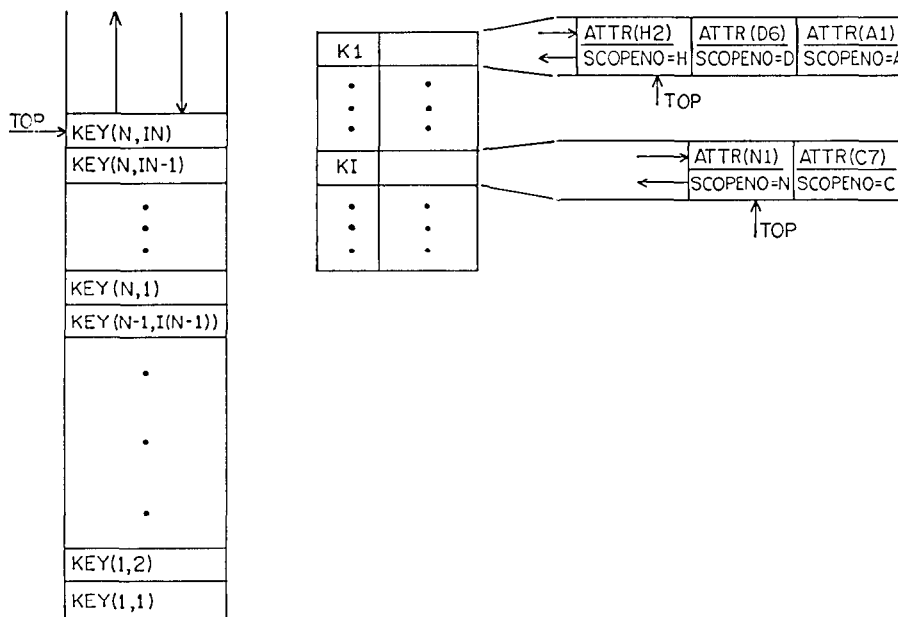 TOP
KEY(N,IN)
KEY(N,IN-1)
KEY(N,1)
KEY(N-1,I(N-1))
KEY(1,2)
KEY(1,1)
K1
KI
ATTR(H2) ATTR(D6) ATTR(A1)
SCOPENO=H SCOPENO=D SCOPENO=A
TOP
ATTR(N1) ATTR(C7)
SCOPENO=N SCOPENO=C
TOP